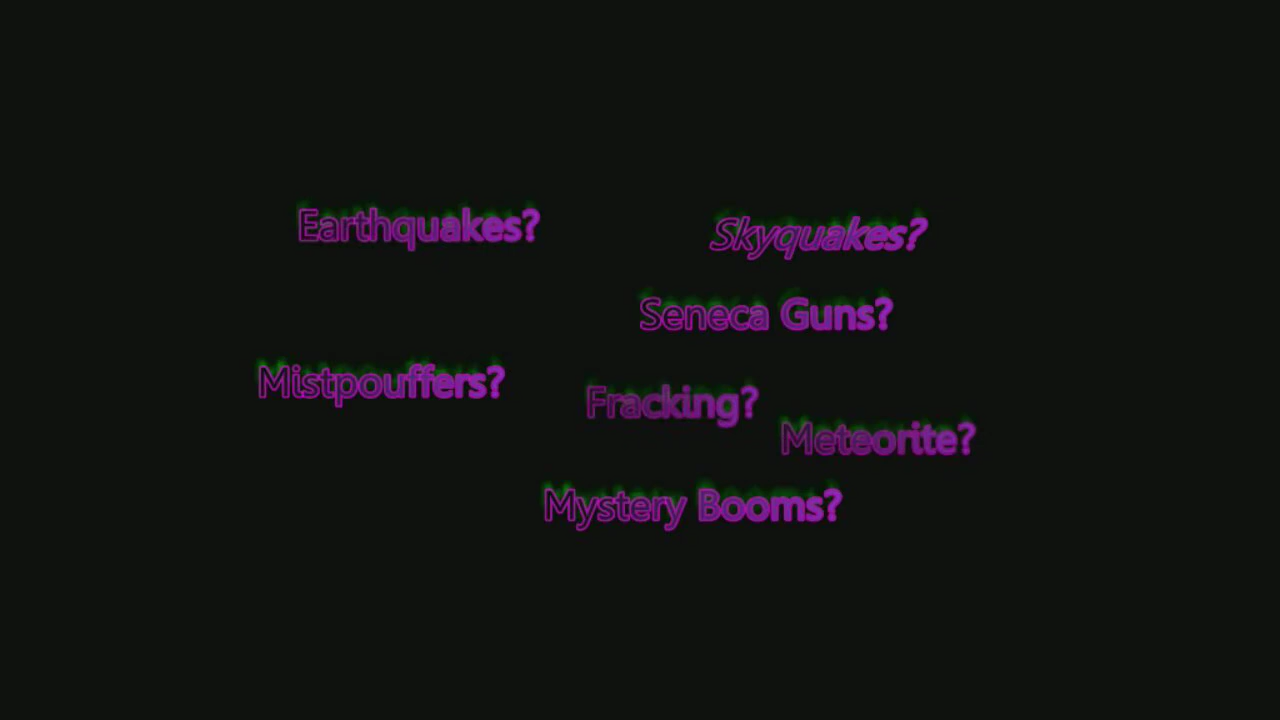 Earthquakes?
Skyquakes?
Seneca Guns?
Mistpouffers?
Fracking?
Meteorite?
Mystery Booms?